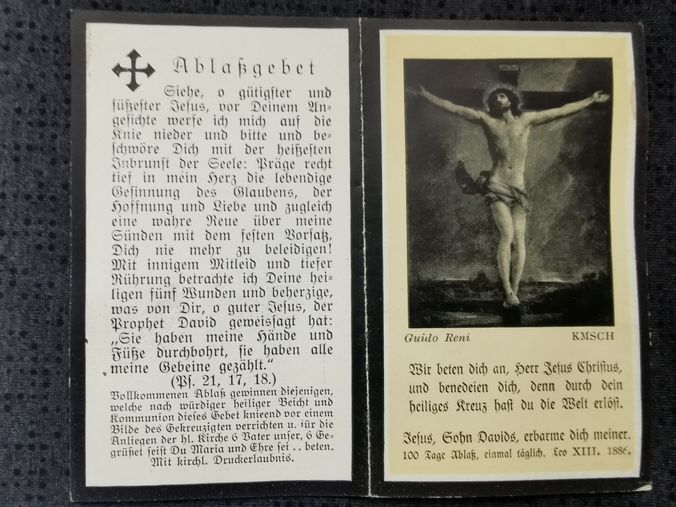 Ablaßgebet
Siehe, o gütigster und
süßester Jesus, vor Deinem An-
gesichte werfe ich mich auf die
Knie nieder und bitte und be-
schwöre Dich mit der heißesten
Inbrunst der Seele: Präge recht
tief in mein Herz die lebendige
Gesinnung des Glaubens, der
Hoffnung und Liebe und zugleich
eine wahre Reue über meine
Sünden mit dem festen Vorsatz,
Dich nie mehr zu beleidigen!
Mit innigem Mitleid und tiefer
Rührung betrachte ich Deine hei-
ligen fünf Wunden und beherzige,
was von Dir, o guter Jesus, der
Prophet David geweissagt hat:
„Sie haben meine Hände und
Füße durchbohrt, sie haben alle
meine Gebeine gezählt.“
(Ps. 21, 17, 18.)
Vollkommenen Ablaß gewinnen diejenigen,
welche nach würdiger heiliger Beicht und
Kommunion dieses Gebet knieend vor einem
Bilde des Gekreuzigten verrichten u. für die
Anliegen der hl. Kirche 6 Vater unser, 6 Ge-
grüßet seist Du Maria und Ehre sei .. beten.
Mit kirchl. Druckerlaubnis.
Guido Reni KMSCH
Wir beten dich an, Herr Jesus Christus,
und benedeien dich, denn durch dein
heiliges Kreuz hast du die Welt erlöst.
Jesus, Sohn Davids, erbarme dich meiner.
100 Tage Ablaß, einmal täglich. Leo XIII. 1886.